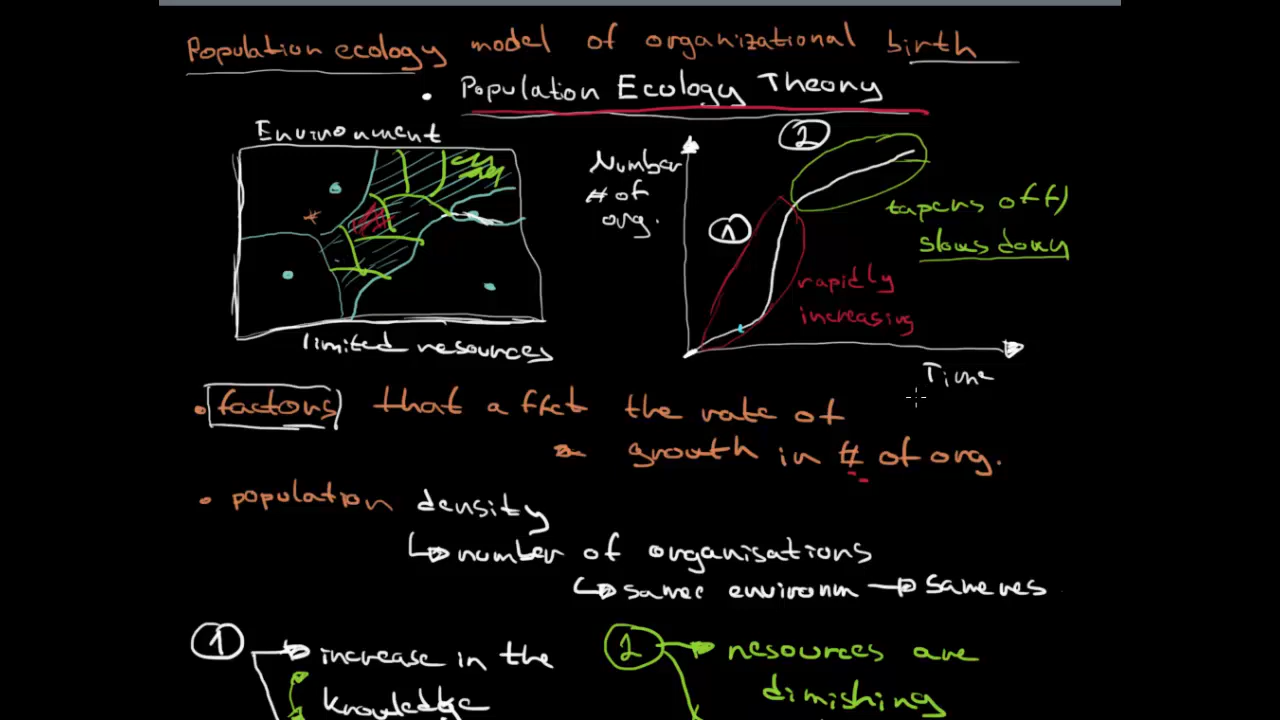 Population ecology model of organizational birth
• Population Ecology Theory
Environment
limited resources
Number
# of
org.
1
2
tapers off/
slows down
rapidly
increasing
Time
• factors that affct the rate of
growth in # of org.
• population density
number of organisations
same environm → same res
1 → increase in the
knowledge
2 → resources are
dimishing